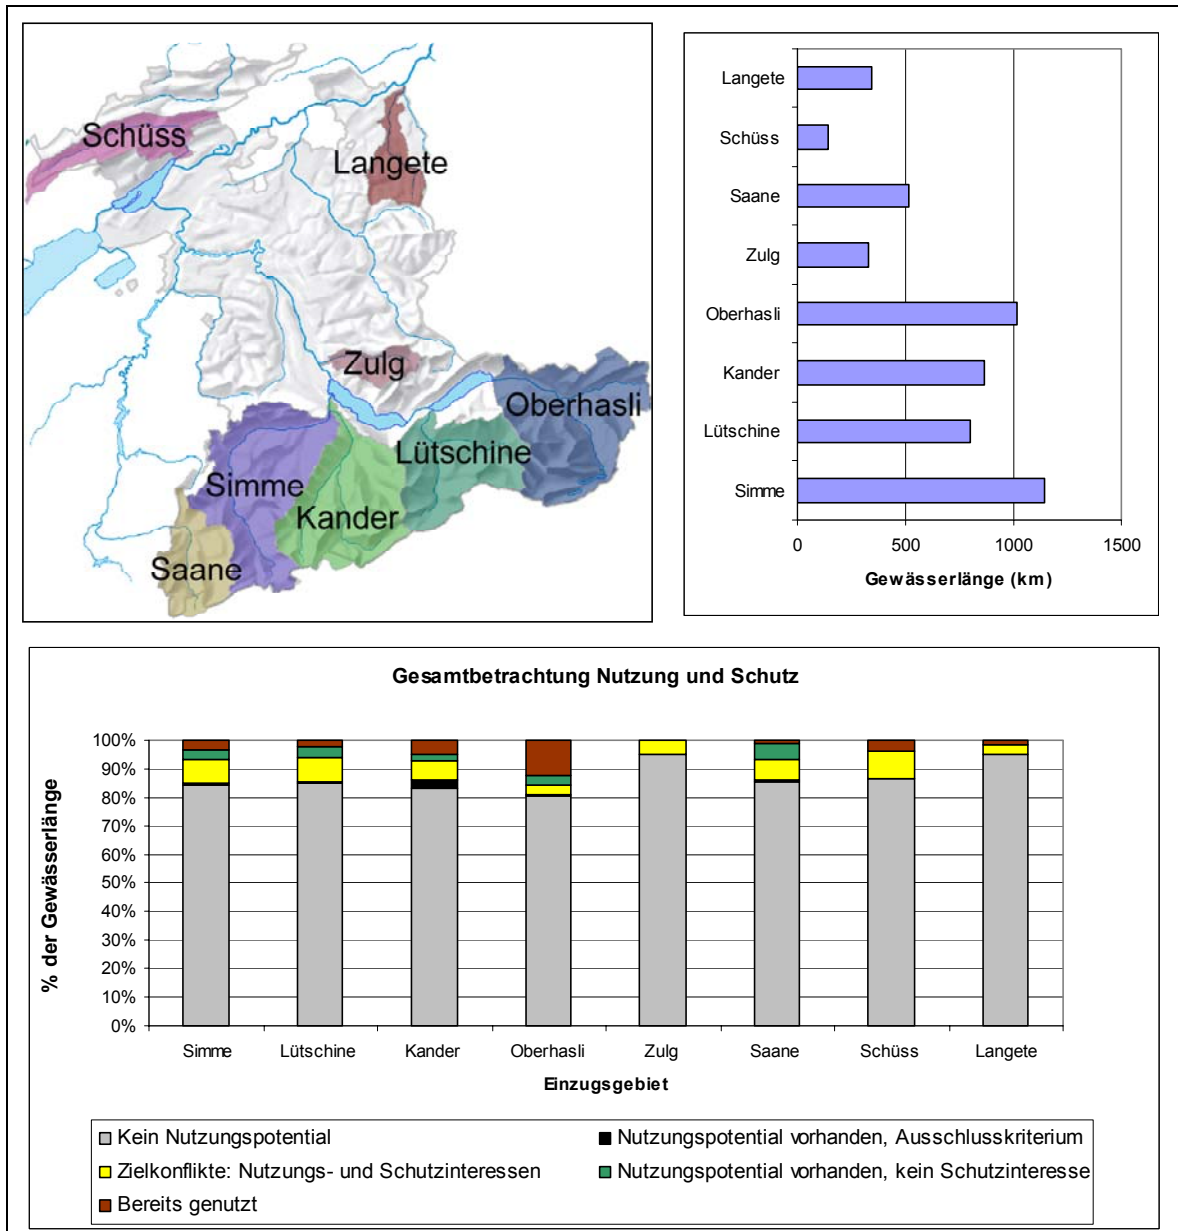 Schüss
Langete
Zulg
Oberhasli
Lütschine
Simme
Kander
Saane
Langete
Schüss
Saane
Zulg
Oberhasli
Kander
Lütschine
Simme
0 500 1000 1500
Gewässerlänge (km)
Gesamtbetrachtung Nutzung und Schutz
% der Gewässerlänge
100%
90%
80%
70%
60%
50%
40%
30%
20%
10%
0%
Simme Lütschine Kander Oberhasli Zulg Saane Schüss Langete
Einzugsgebiet
Kein Nutzungspotential
Nutzungspotential vorhanden, Ausschlusskriterium
Zielkonflikte: Nutzungs- und Schutzinteressen
Nutzungspotential vorhanden, kein Schutzinteresse
Bereits genutzt